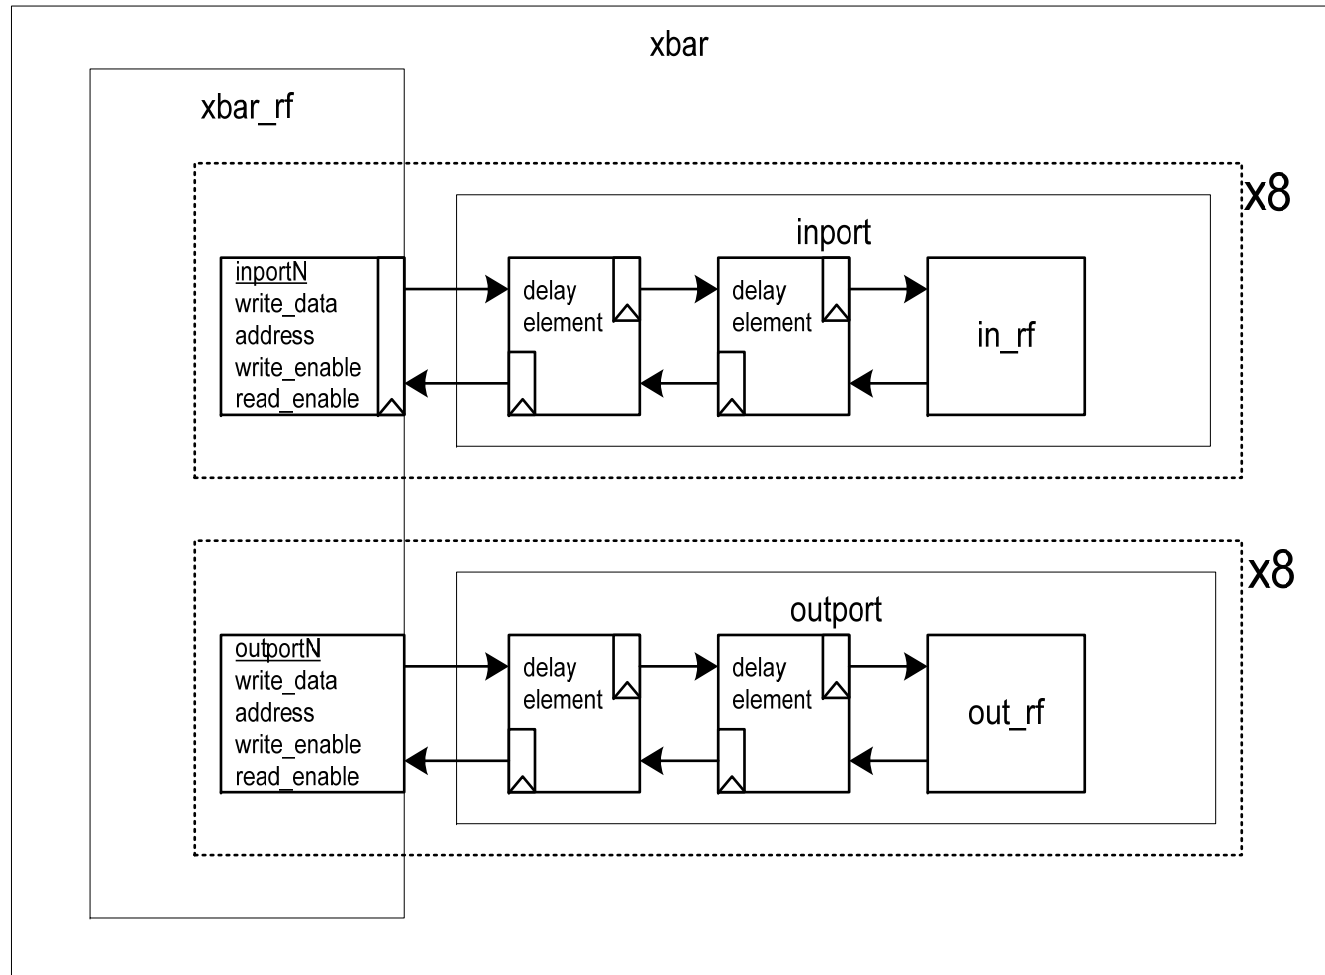 xbar
xbar_rf
x8
inport
inportN
write_data
address
write_enable
read_enable
delay
element
delay
element
in_rf
x8
outport
outportN
write_data
address
write_enable
read_enable
delay
element
delay
element
out_rf